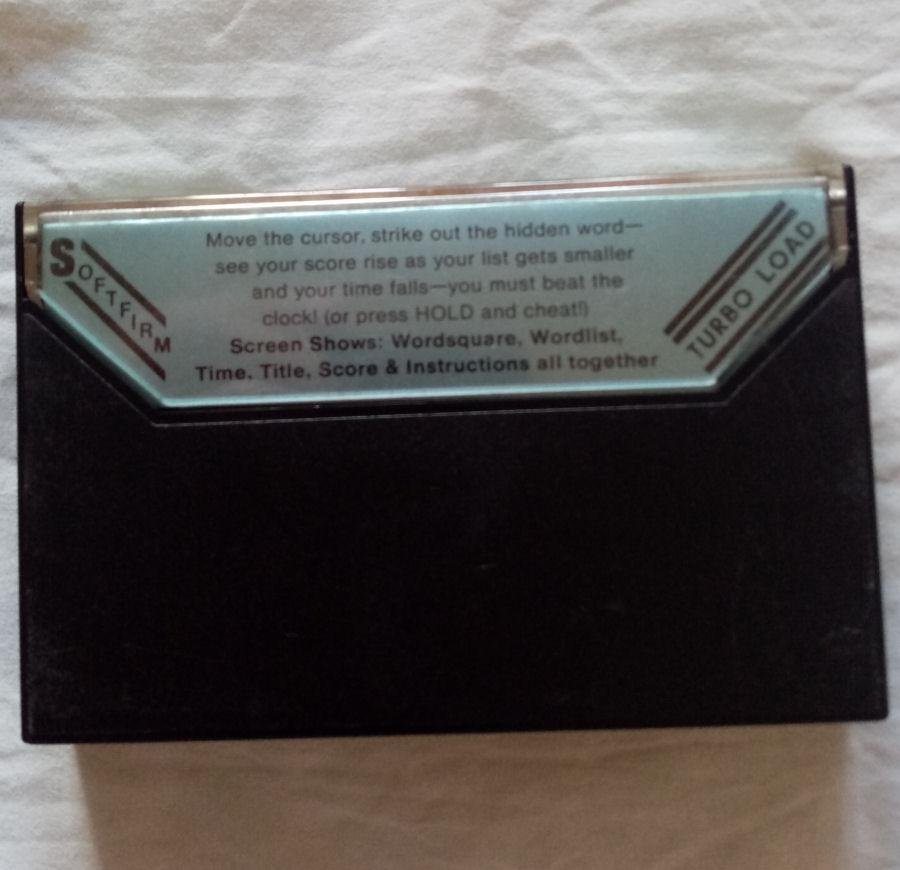 SOFTFIRM
Move the cursor, strike out the hidden word—
see your score rise as your list gets smaller
and your time falls—you must beat the
clock! (or press HOLD and cheat!)
Screen Shows: Wordsquare, Wordlist,
Time, Title, Score & Instructions all together
TURBO LOAD